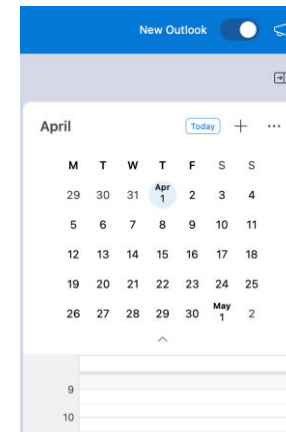 New Outlook
April Today
M T W T F S S
29 30 31 Apr 1 2 3 4
5 6 7 8 9 10 11
12 13 14 15 16 17 18
19 20 21 22 23 24 25
26 27 28 29 30 May 1 2
9
10